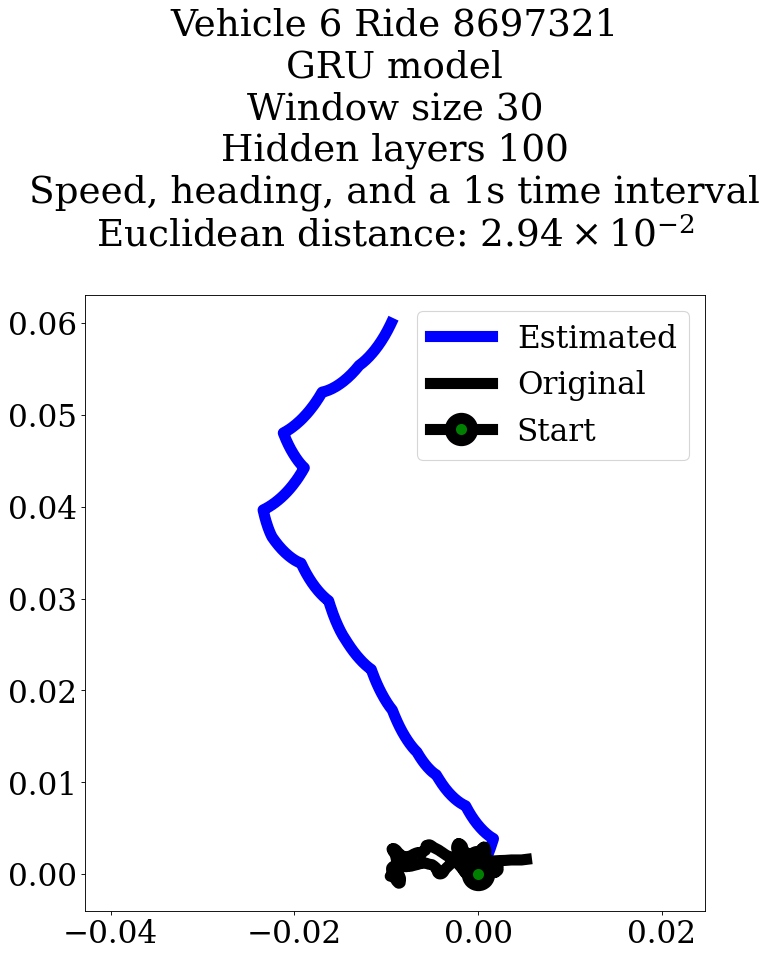 Vehicle 6 Ride 8697321
GRU model
Window size 30
Hidden layers 100
Speed, heading, and a 1s time interval
Euclidean distance: 2.94 × 10⁻²
Estimated
Original
Start
0.06
0.05
0.04
0.03
0.02
0.01
0.00
−0.04
−0.02
0.00
0.02